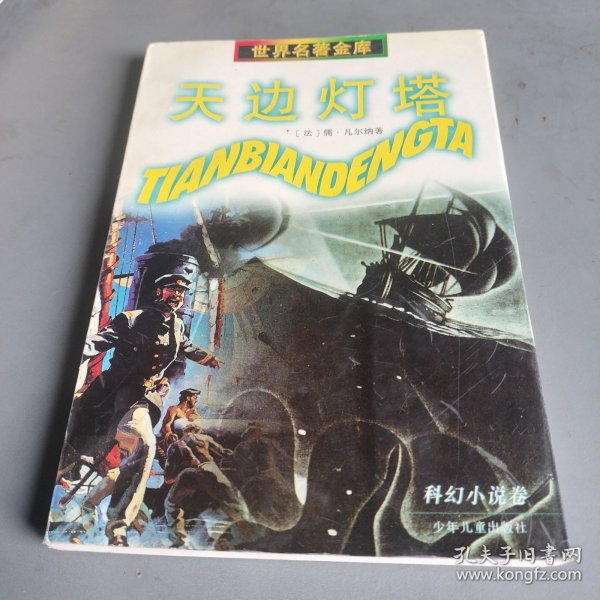 世界名著金库
天边灯塔
[法]儒·凡尔纳著
TIANBIANDENGTA
科幻小说卷
少年儿童出版社
孔夫子旧书网
www.kongfz.com